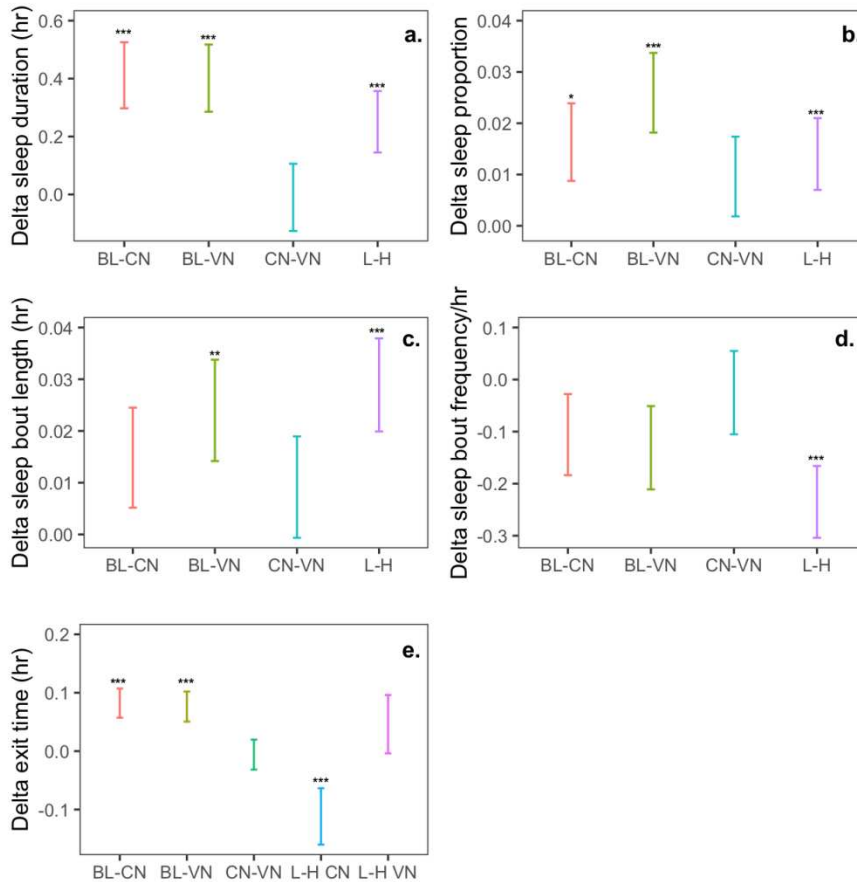 Delta sleep duration (hr)
0.6
0.4
0.2
0.0
***
***
***
a.
BL-CN
BL-VN
CN-VN
L-H
Delta sleep proportion
0.04
0.03
0.02
0.01
0.00
*
***
***
b.
BL-CN
BL-VN
CN-VN
L-H
Delta sleep bout length (hr)
0.04
0.03
0.02
0.01
0.00
**
***
c.
BL-CN
BL-VN
CN-VN
L-H
Delta sleep bout frequency/hr
0.1
0.0
-0.1
-0.2
-0.3
***
d.
BL-CN
BL-VN
CN-VN
L-H
Delta exit time (hr)
0.2
0.1
0.0
-0.1
***
***
***
e.
BL-CN
BL-VN
CN-VN
L-H CN
L-H VN